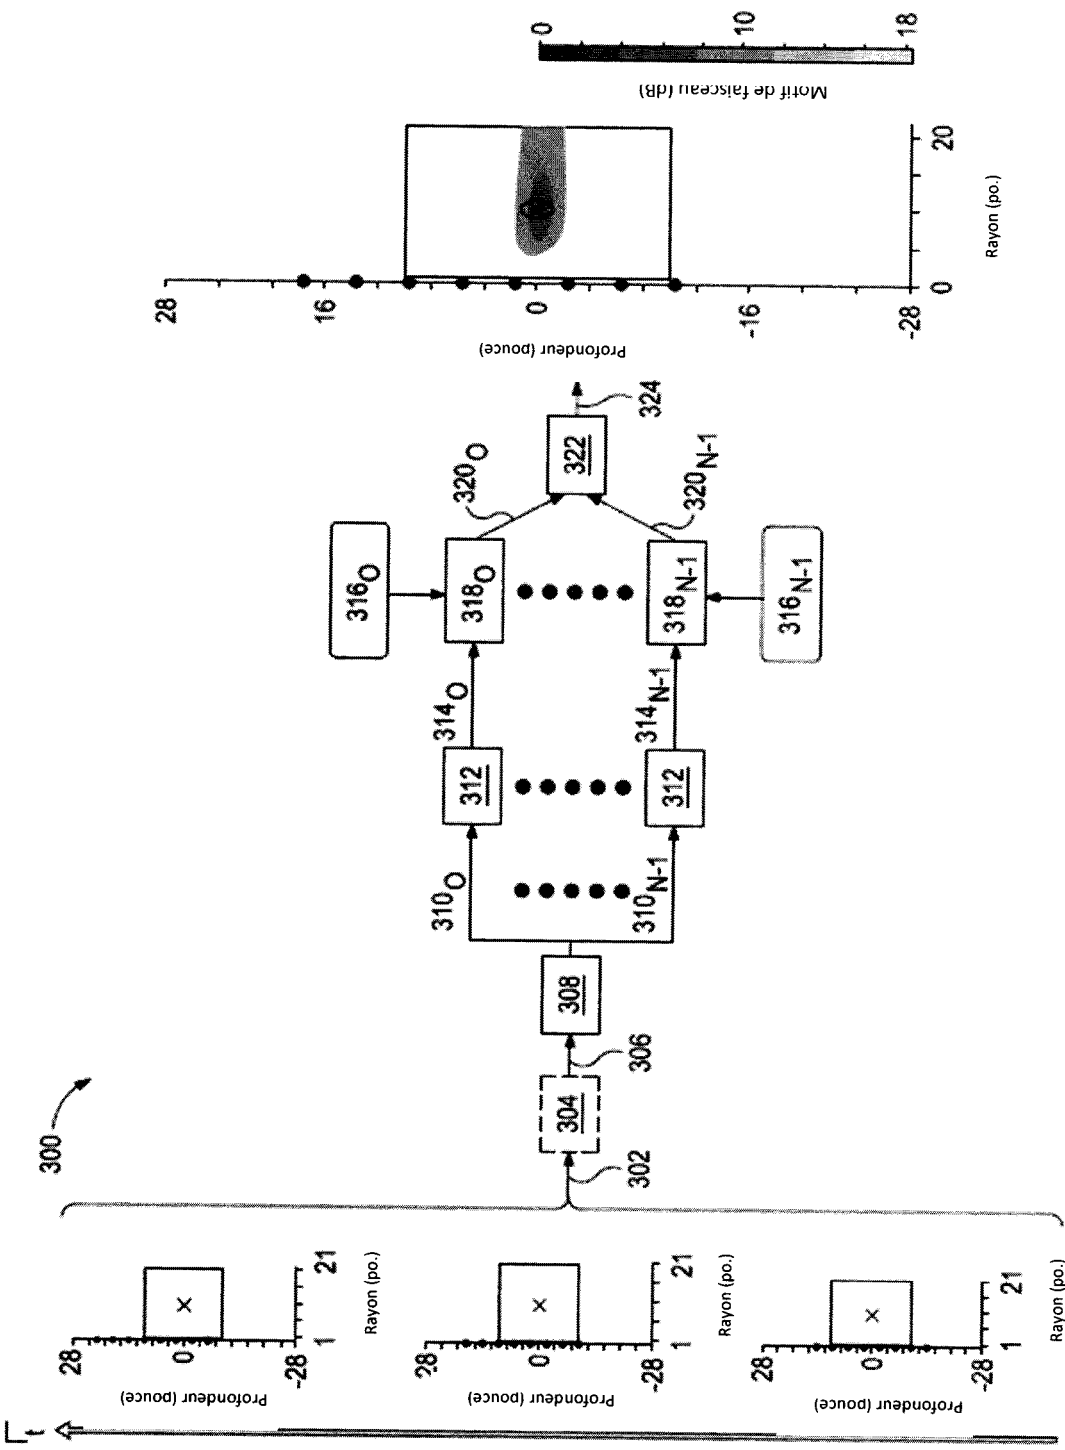 300
t
28
0
-28
Profondeur (pouce)
1
21
Rayon (po.)
28
0
-28
Profondeur (pouce)
1
21
Rayon (po.)
28
0
-28
Profondeur (pouce)
1
21
Rayon (po.)
302
304
306
308
310O
310N-1
312
312
314O
314N-1
316O
316N-1
318O
318N-1
320O
320N-1
322
324
28
16
0
-16
-28
Profondeur (pouce)
0
20
Rayon (po.)
Motif de faisceau (dB)
0
10
18